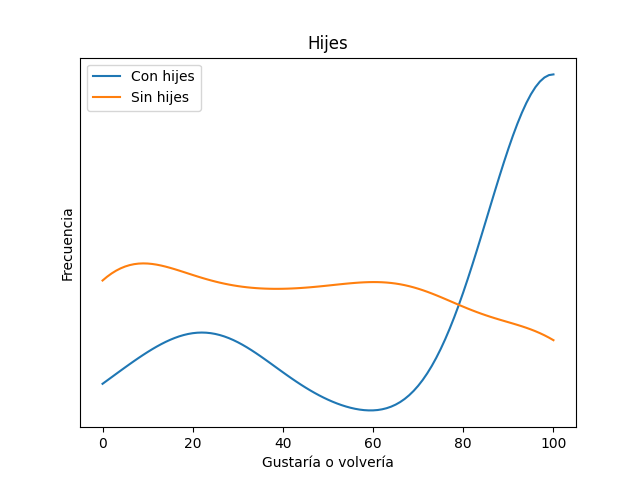 Hijes
Con hijes
Sin hijes
Frecuencia
0 20 40 60 80 100
Gustaría o volvería